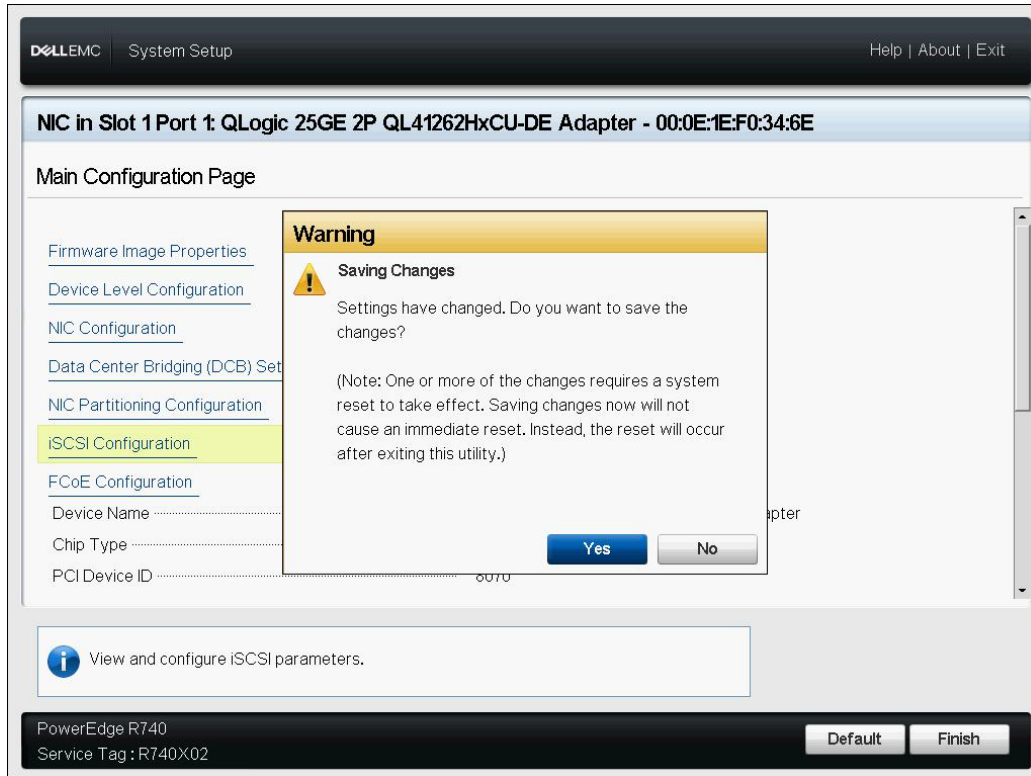 DELLEMC System Setup Help | About | Exit
NIC in Slot 1 Port 1: QLogic 25GE 2P QL41262HxCU-DE Adapter - 00:0E:1E:F0:34:6E
Main Configuration Page
Firmware Image Properties
Device Level Configuration
NIC Configuration
Data Center Bridging (DCB) Set
NIC Partitioning Configuration
iSCSI Configuration
FCoE Configuration
Device Name
Chip Type
PCI Device ID
Warning
Saving Changes
Settings have changed. Do you want to save the
changes?
(Note: One or more of the changes requires a system
reset to take effect. Saving changes now will not
cause an immediate reset. Instead, the reset will occur
after exiting this utility.)
Yes No
View and configure iSCSI parameters.
PowerEdge R740
Service Tag : R740X02
Default Finish